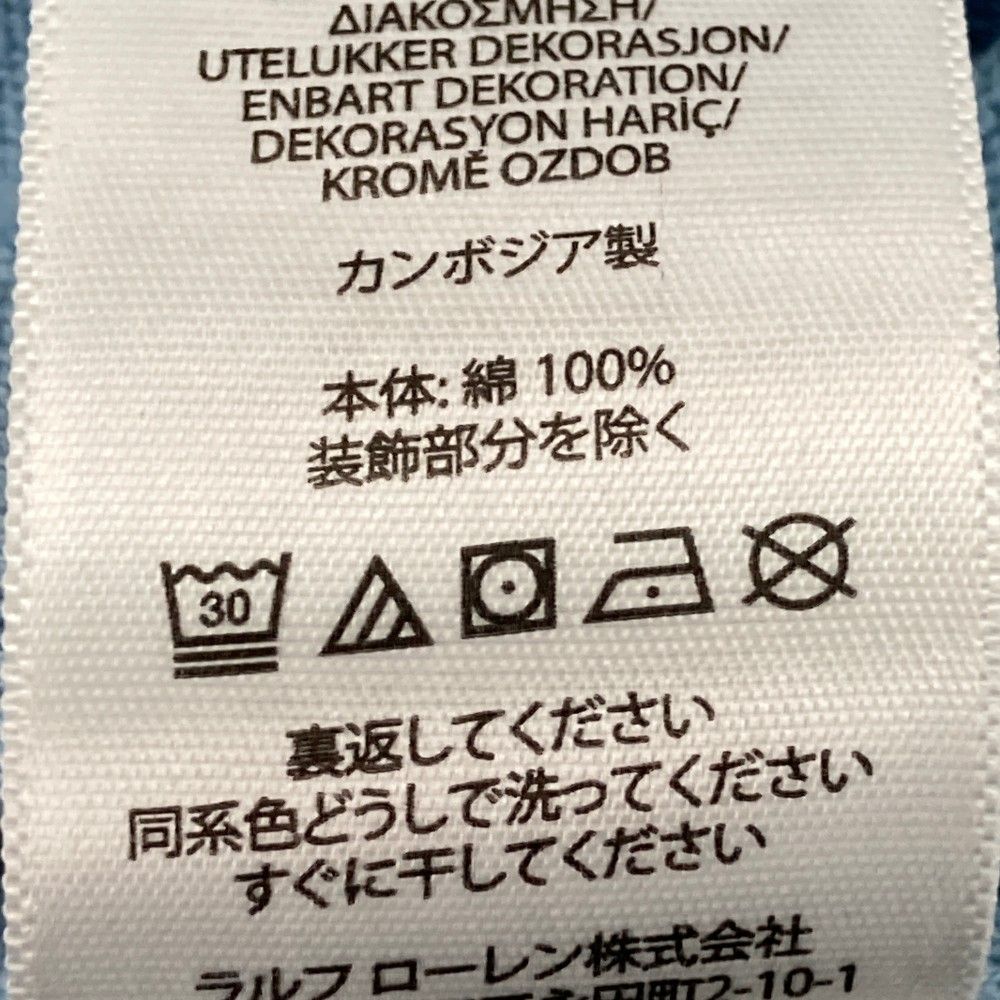 ΔΙΑΚΟΣΜΗΣΗ/
UTELUKKER DEKORASJON/
ENBART DEKORATION/
DEKORASYON HARİÇ/
KROMĚ OZDOB
カンボジア製
本体: 綿 100%
装飾部分を除く
30
裏返してください
同系色どうしで洗ってください
すぐに干してください
ラルフ ローレン株式会社
2-10-1